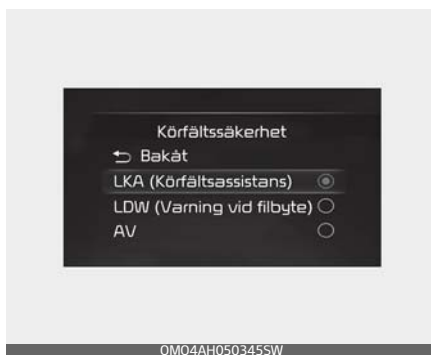 Körfältssäkerhet
Bakåt
LKA (Körfältsassistans)
LDW (Varning vid filbyte)
AV
OMO4AH050345SW